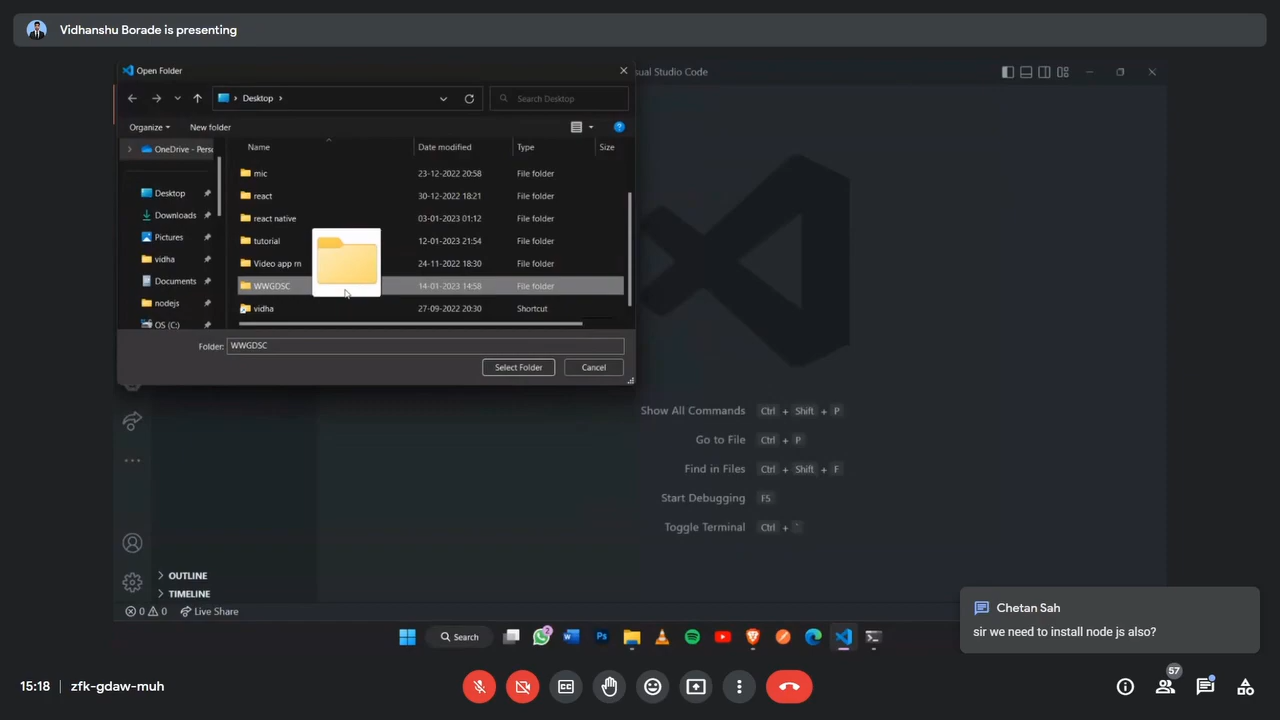 Vidhanshu Borade is presenting
Open Folder
sual Studio Code
Desktop
Search Desktop
Organize
New folder
OneDrive - Pers
Name
Date modified
Type
Size
Desktop
Downloads
Pictures
vidha
Documents
nodejs
OS (C:)
mic 23-12-2022 20:58 File folder
react 30-12-2022 18:21 File folder
react native 03-01-2023 01:12 File folder
tutorial 12-01-2023 21:54 File folder
Video app m 24-11-2022 18:30 File folder
WWGDSC 14-01-2023 14:58 File folder
vidha 27-09-2022 20:30 Shortcut
Folder: WWGDSC
Select Folder
Cancel
Show All Commands Ctrl + Shift + P
Go to File Ctrl + P
Find in Files Ctrl + Shift + F
Start Debugging F5
Toggle Terminal Ctrl + `
OUTLINE
TIMELINE
0 0 Live Share
Chetan Sah
sir we need to install node js also?
Search
2
W
Ps
15:18 | zfk-gdaw-muh
57